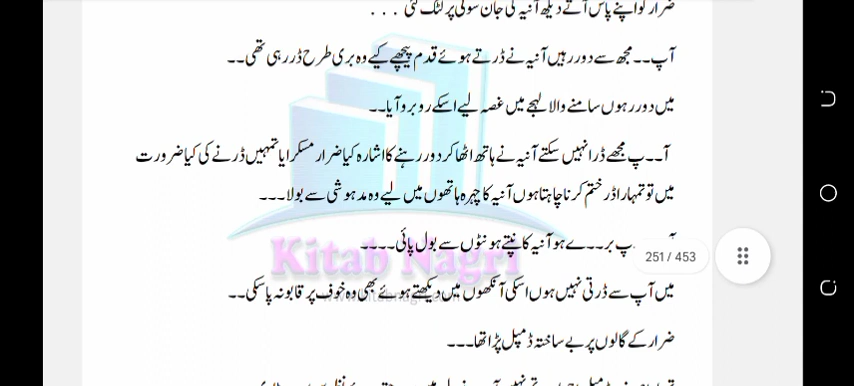 ضرار کو اپنے پاس آتے دیکھ آنیہ کی جان سولی پر لٹک گئی ...
آپ۔۔مجھ سے دور رہیں آنیہ نے ڈرتے ہوئے قدم پیچھے کیے وہ بری طرح ڈر رہی تھی۔۔
میں دور رہوں سامنے والا لہجے میں غصہ لیے اسکے روبرو آیا۔۔
آ۔۔پ مجھے ڈرا نہیں سکتے آنیہ نے ہاتھ اٹھا کر دور رہنے کا اشارہ کیا ضرار مسکرایا تمہیں ڈرنے کی کیا ضرورت
میں تو تمہارا ڈر ختم کرنا چاہتا ہوں آنیہ کا چہرہ ہاتھوں میں لیے وہ مدہوشی سے بولا۔۔۔
پ بر۔۔۔ے ہو آنیہ کانپتے ہونٹوں سے بول پائی۔۔۔۔
251 / 453
Kitab Nagri
میں آپ سے ڈرتی نہیں ہوں اسکی آنکھوں میں دیکھتے ہوئے بھی وہ خوف پر قابو نہ پا سکی۔۔
ضرار کے گالوں پر بے ساختہ ڈمپل پڑا تھا۔۔۔